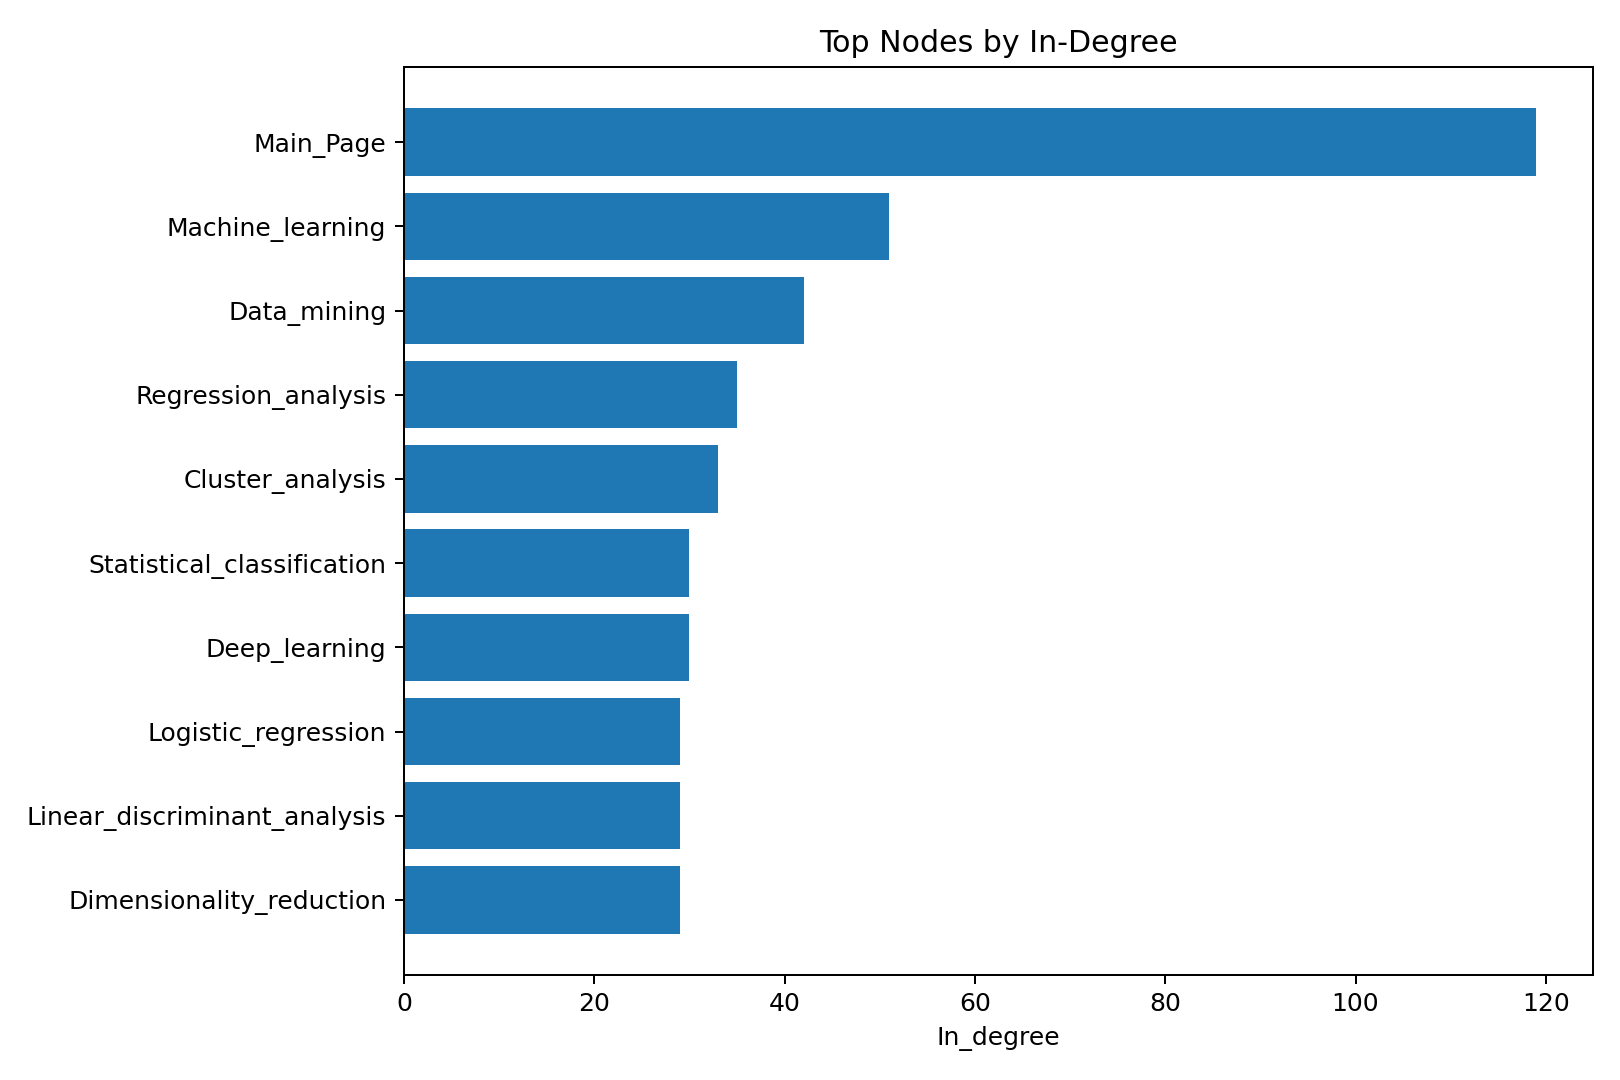 Top Nodes by In-Degree
Main_Page
Machine_learning
Data_mining
Regression_analysis
Cluster_analysis
Statistical_classification
Deep_learning
Logistic_regression
Linear_discriminant_analysis
Dimensionality_reduction
0 20 40 60 80 100 120
In_degree